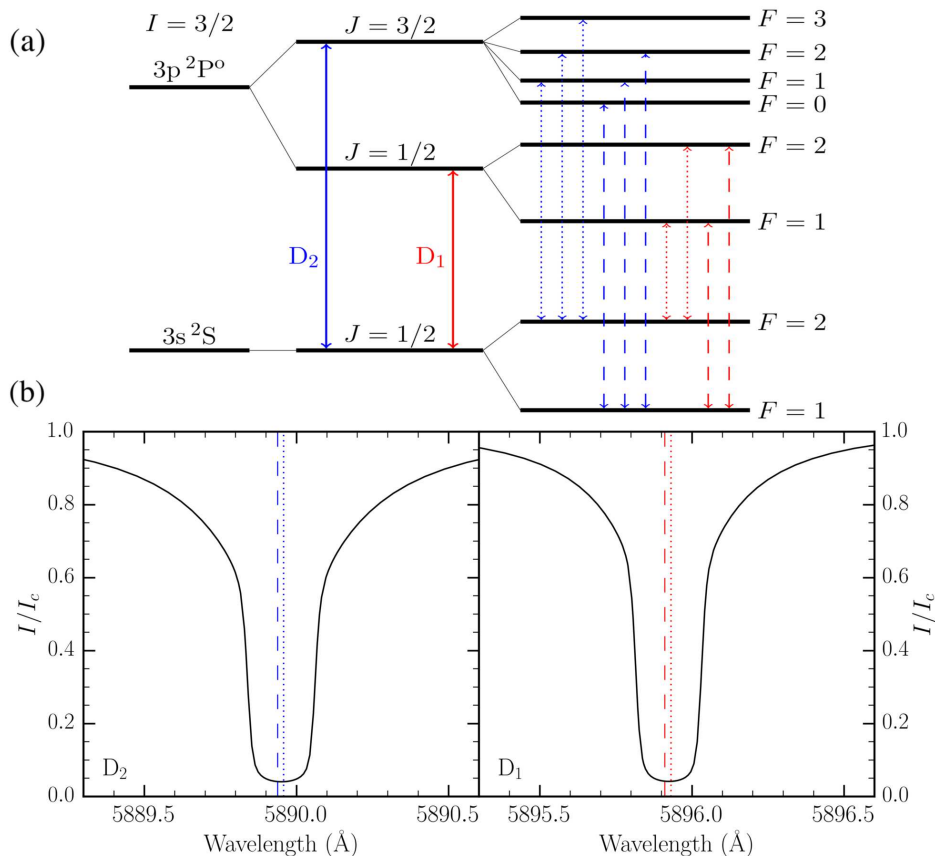 (a)
I = 3/2
3p ²Pᵒ
3s ²S
J = 3/2
J = 1/2
J = 1/2
D₂
D₁
F = 3
F = 2
F = 1
F = 0
F = 2
F = 1
F = 2
F = 1
(b)
1.0
0.8
0.6
0.4
0.2
0.0
I/I_c
D₂
5889.5 5890.0 5890.5
Wavelength (Å)
D₁
5895.5 5896.0 5896.5
Wavelength (Å)
1.0
0.8
0.6
0.4
0.2
0.0
I/I_c